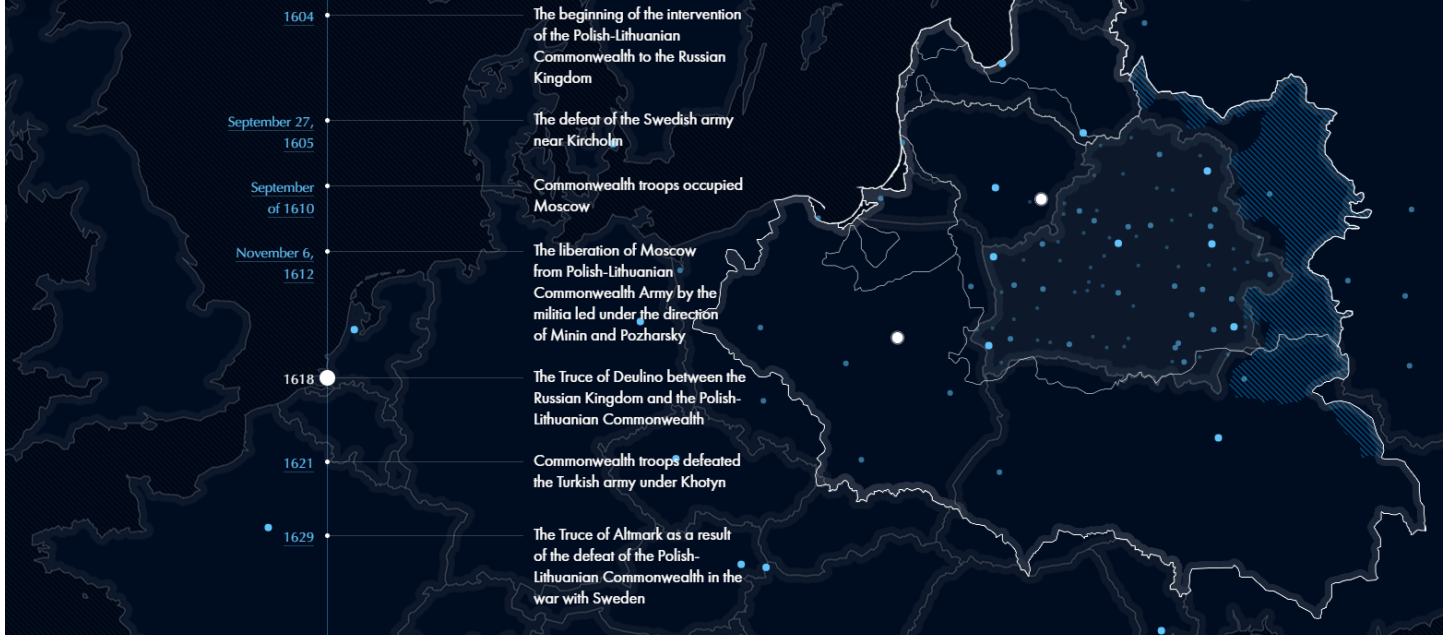 1604
The beginning of the intervention
of the Polish-Lithuanian
Commonwealth to the Russian
Kingdom
September 27,
1605
The defeat of the Swedish army
near Kircholm
September
of 1610
Commonwealth troops occupied
Moscow
November 6,
1612
The liberation of Moscow
from Polish-Lithuanian
Commonwealth Army by the
militia led under the direction
of Minin and Pozharsky
1618
The Truce of Deulino between the
Russian Kingdom and the Polish-
Lithuanian Commonwealth
1621
Commonwealth troops defeated
the Turkish army under Khotyn
1629
The Truce of Altmark as a result
of the defeat of the Polish-
Lithuanian Commonwealth in the
war with Sweden